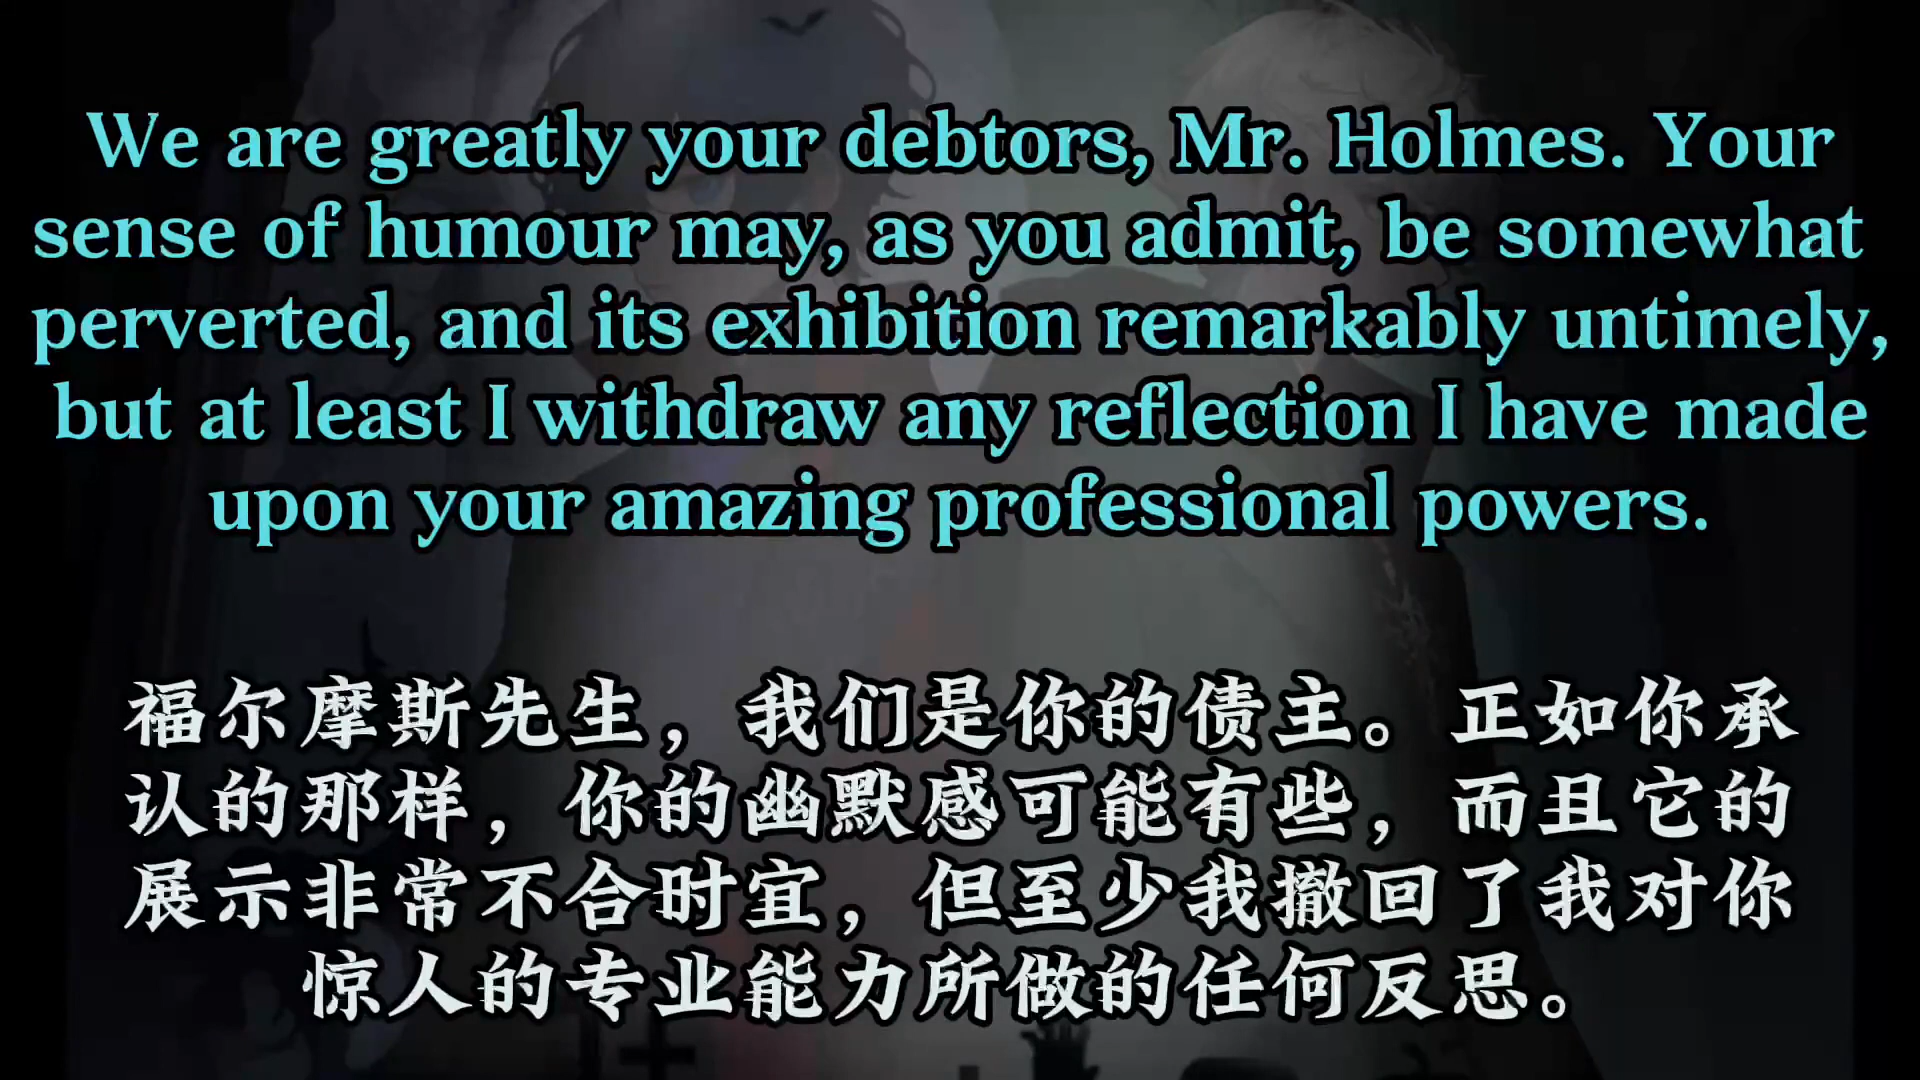 We are greatly your debtors, Mr. Holmes. Your
sense of humour may, as you admit, be somewhat
perverted, and its exhibition remarkably untimely,
but at least I withdraw any reflection I have made
upon your amazing professional powers.
福尔摩斯先生，我们是你的债主。正如你承
认的那样，你的幽默感可能有些，而且它的
展示非常不合时宜，但至少我撤回了我对你
惊人的专业能力所做的任何反思。